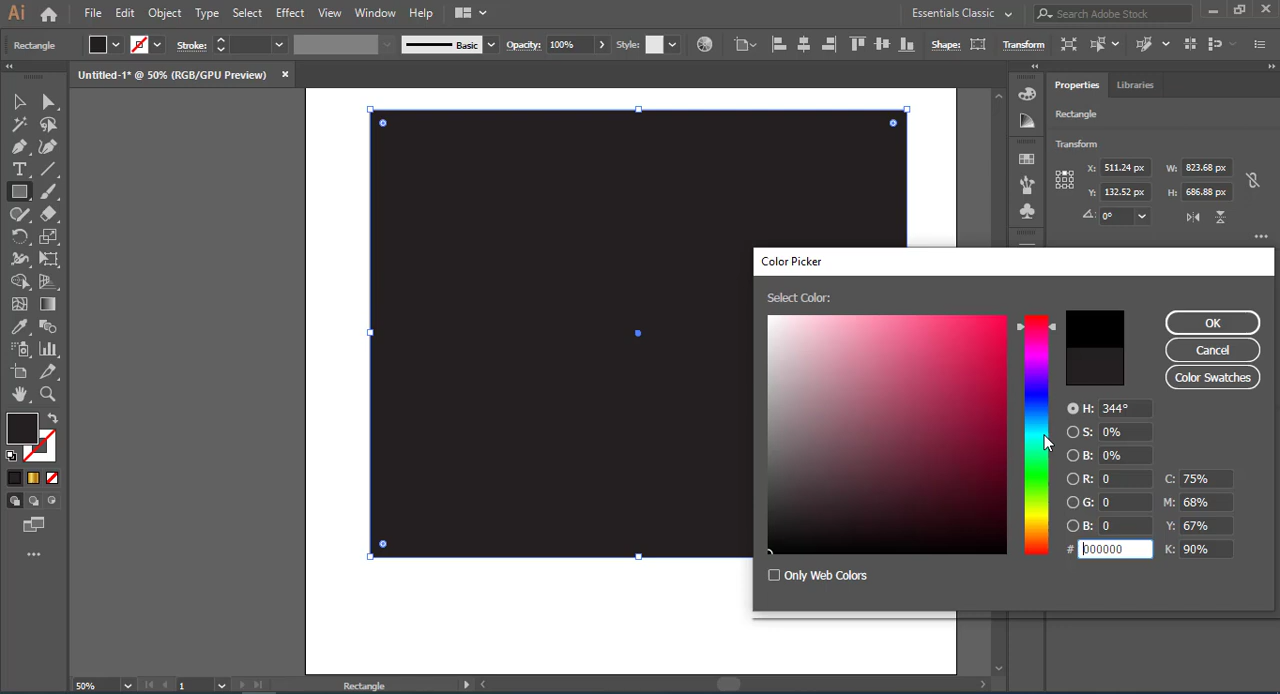 Ai File Edit Object Type Select Effect View Window Help Essentials Classic Search Adobe Stock
Rectangle Stroke: Basic Opacity: 100% Style: Shape: Transform
Untitled-1* @ 50% (RGB/GPU Preview) Properties Libraries
Rectangle
Transform
X: 511.24 px W: 823.68 px
Y: 132.52 px H: 686.88 px
0°
Color Picker
Select Color:
OK
Cancel
Color Swatches
H: 344°
S: 0%
B: 0%
R: 0 C: 75%
G: 0 M: 68%
B: 0 Y: 67%
# 000000 K: 90%
Only Web Colors
50% 1 Rectangle